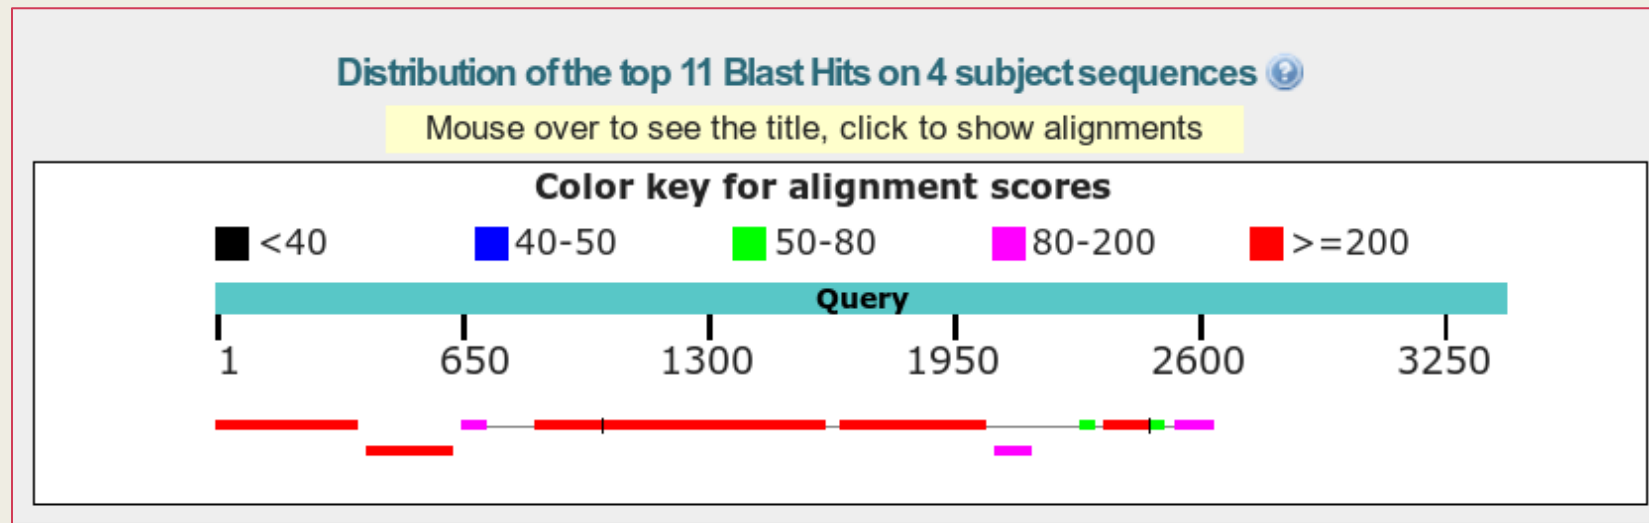 Distribution of the top 11 Blast Hits on 4 subject sequences ?
Mouse over to see the title, click to show alignments
Color key for alignment scores
<40 40-50 50-80 80-200 >=200
Query
1 650 1300 1950 2600 3250